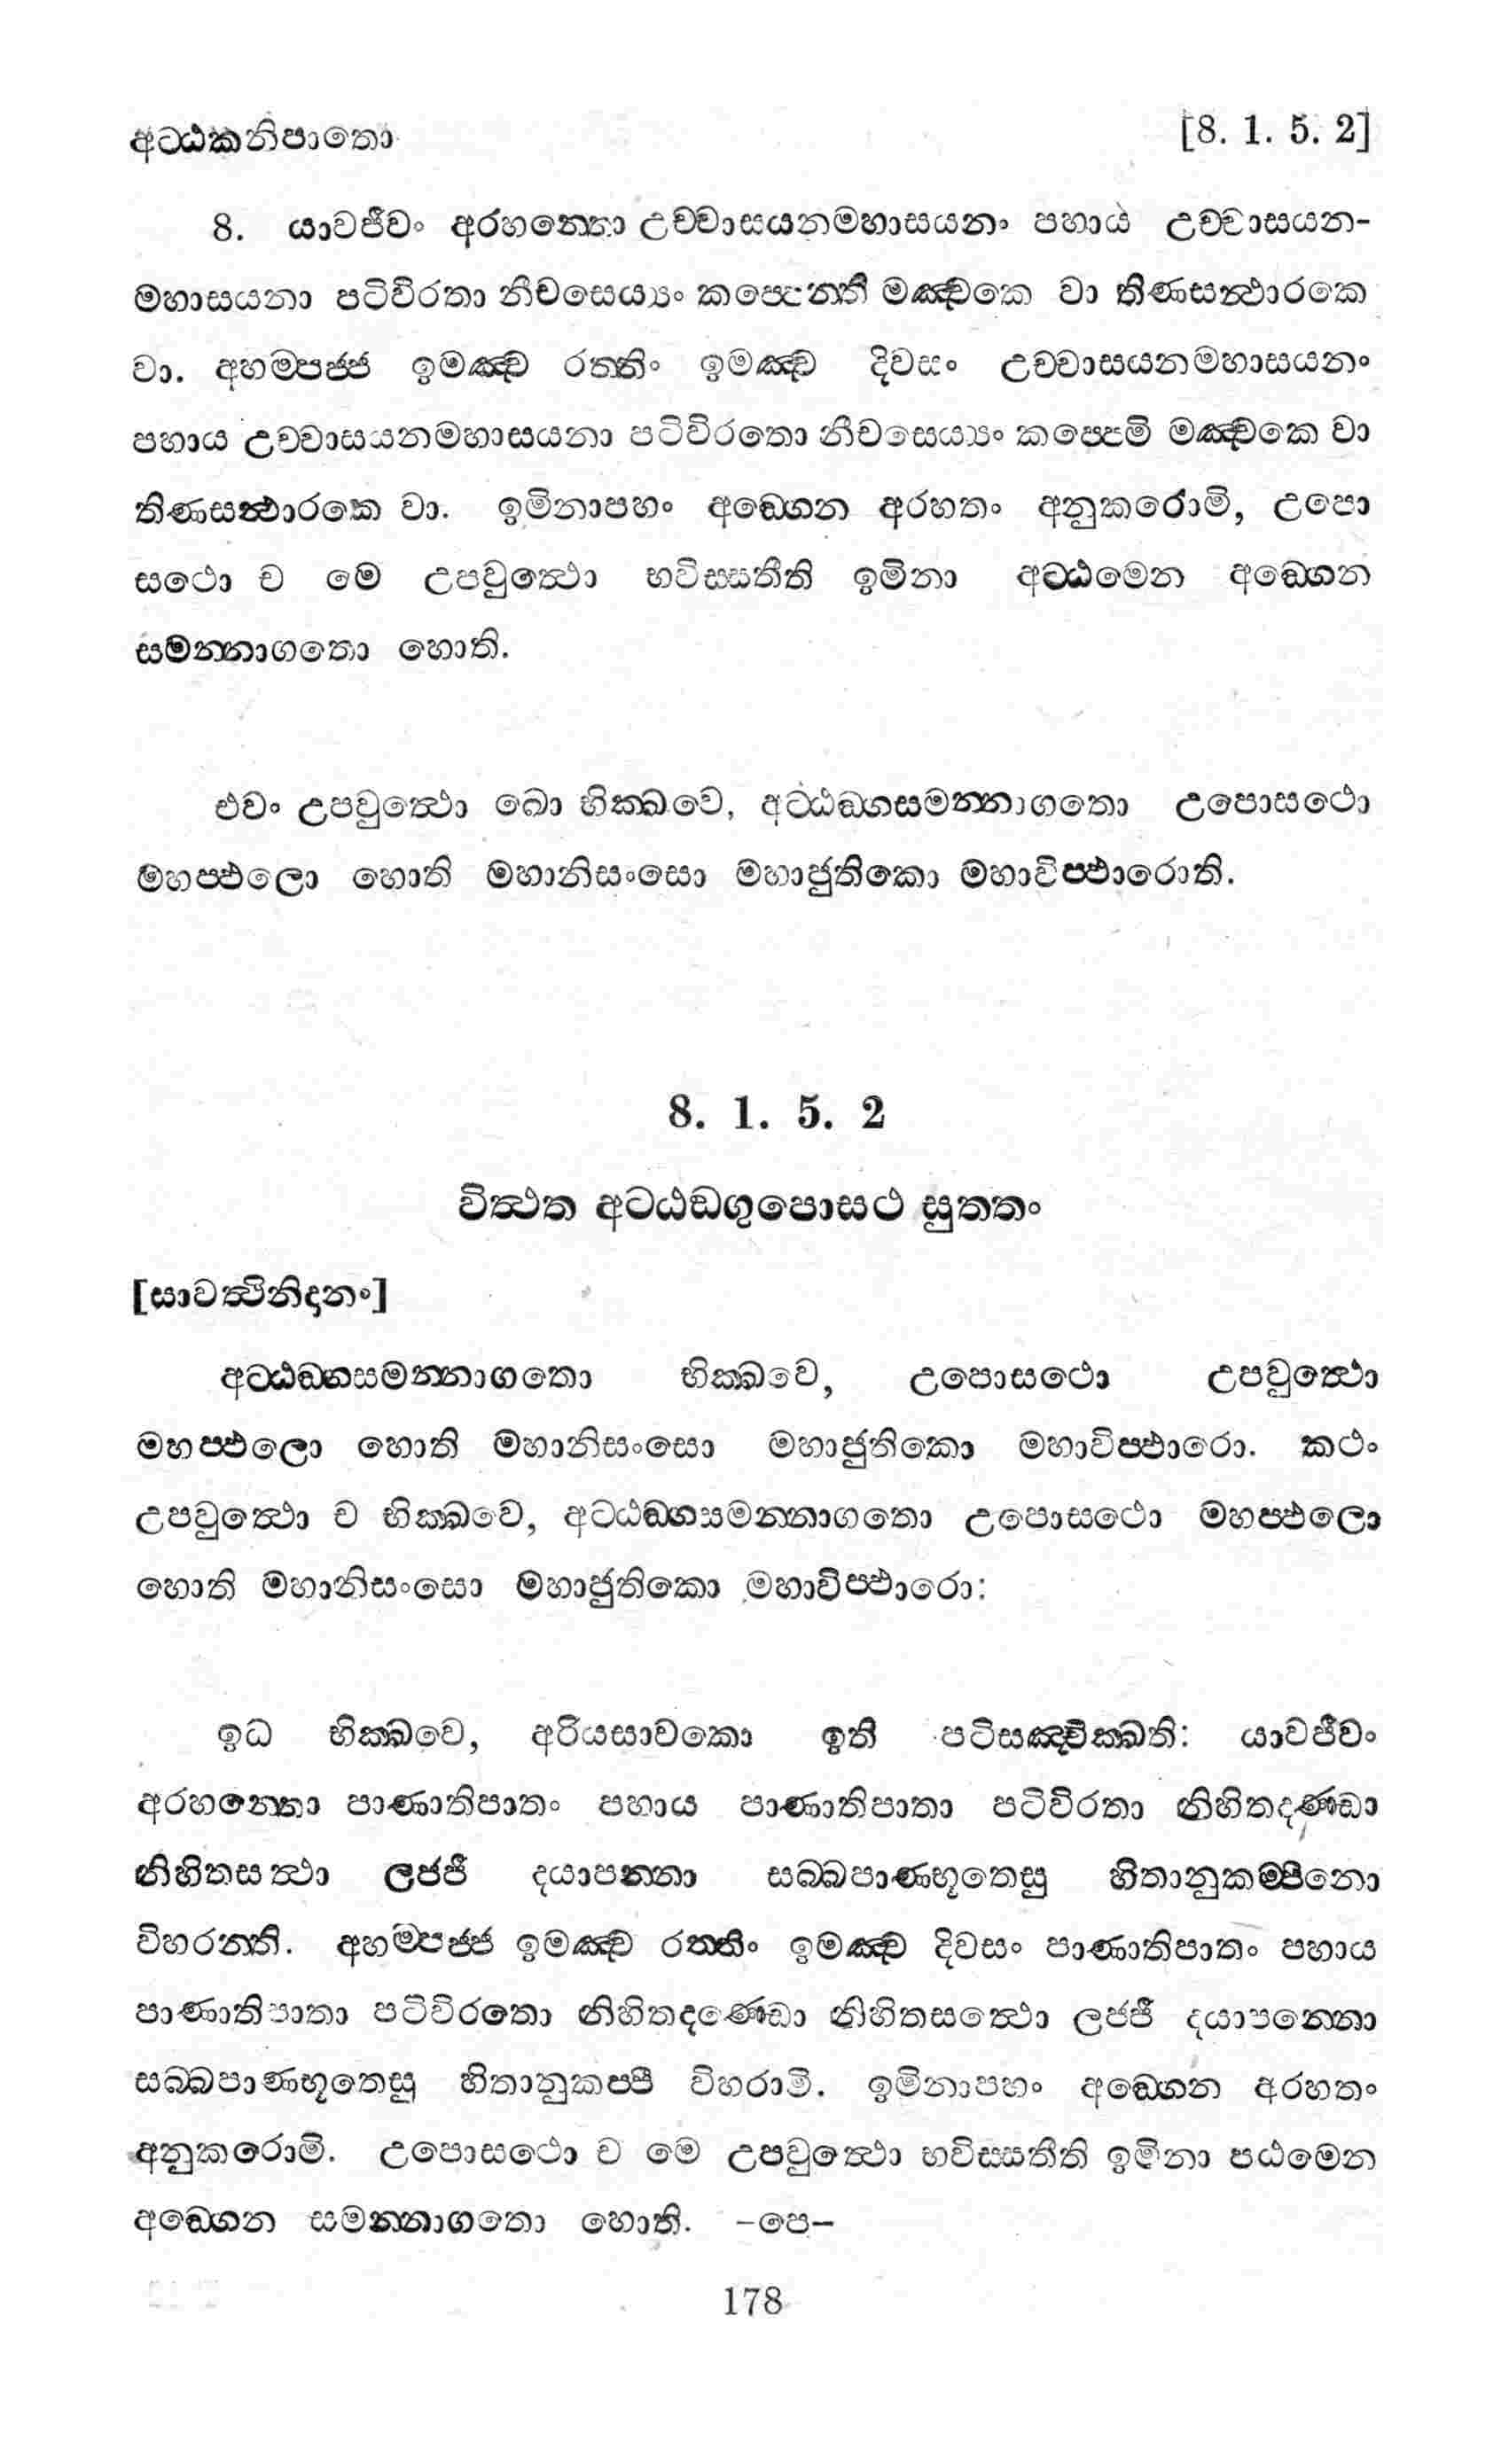 අට්ඨකනිපාතො [8. 1. 5. 2]
8. යාවජීවං අරහන්තො උච්චාසයනමහාසයනං පහාය උච්චාසයන-
මහාසයනා පටිවිරතා නීචසෙය්‍යං කප්පෙන්ති මඤ්චකෙ වා තිණසන්ථාරකෙ
වා. අහම්පජ්ජ ඉමඤ්ච රත්තිං ඉමඤ්ච දිවසං උච්චාසයනමහාසයනං
පහාය උච්චාසයනමහාසයනා පටිවිරතො නීචසෙය්‍යං කප්පෙමි මඤ්චකෙ වා
තිණසන්ථාරකෙ වා. ඉමිනාපහං අඞ්ගෙන අරහතං අනුකරොමි, උපො
සථො ච මෙ උපවුත්ථො භවිස්සතීති ඉමිනා අට්ඨමෙන අඞ්ගෙන
සමන්නාගතො හොති.
එවං උපවුත්ථො ඛො භික්ඛවෙ, අට්ඨඞ්ගසමන්නාගතො උපොසථො
මහප්ඵලො හොති මහානිසංසො මහාජුතිකො මහාවිප්ඵාරොති.
8. 1. 5. 2
විත්ථත අට්ඨඞ්ගුපොසථ සුත්තං
[සාවත්ථිනිදානං]
අට්ඨඞ්ගසමන්නාගතො භික්ඛවෙ, උපොසථො උපවුත්ථො
මහප්ඵලො හොති මහානිසංසො මහාජුතිකො මහාවිප්ඵාරො. කථං
උපවුත්ථො ච භික්ඛවෙ, අට්ඨඞ්ගසමන්නාගතො උපොසථො මහප්ඵලො
හොති මහානිසංසො මහාජුතිකො මහාවිප්ඵාරො:
ඉධ භික්ඛවෙ, අරියසාවකො ඉති පටිසඤ්චික්ඛති: යාවජීවං
අරහන්තො පාණාතිපාතං පහාය පාණාතිපාතා පටිවිරතා නිහිතදණ්ඩා
නිහිතසත්ථා ලජ්ජී දයාපන්නා සබ්බපාණභූතෙසු හිතානුකම්පිනො
විහරන්ති. අහම්පජ්ජ ඉමඤ්ච රත්තිං ඉමඤ්ච දිවසං පාණාතිපාතං පහාය
පාණාතිපාතා පටිවිරතො නිහිතදණ්ඩො නිහිතසත්ථො ලජ්ජී දයාපන්නො
සබ්බපාණභූතෙසු හිතානුකප්පී විහරාමි. ඉමිනාපහං අඞ්ගෙන අරහතං
අනුකරොමි. උපොසථො ච මෙ උපවුත්ථො භවිස්සතීති ඉමිනා පඨමෙන
අඞ්ගෙන සමන්නාගතො හොති. –පෙ–
178